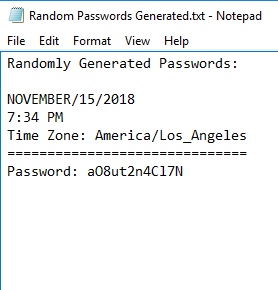 Random Passwords Generated.txt - Notepad
File Edit Format View Help
Randomly Generated Passwords:
NOVEMBER/15/2018
7:34 PM
Time Zone: America/Los_Angeles
==============================
Password: aO8ut2n4Cl7N